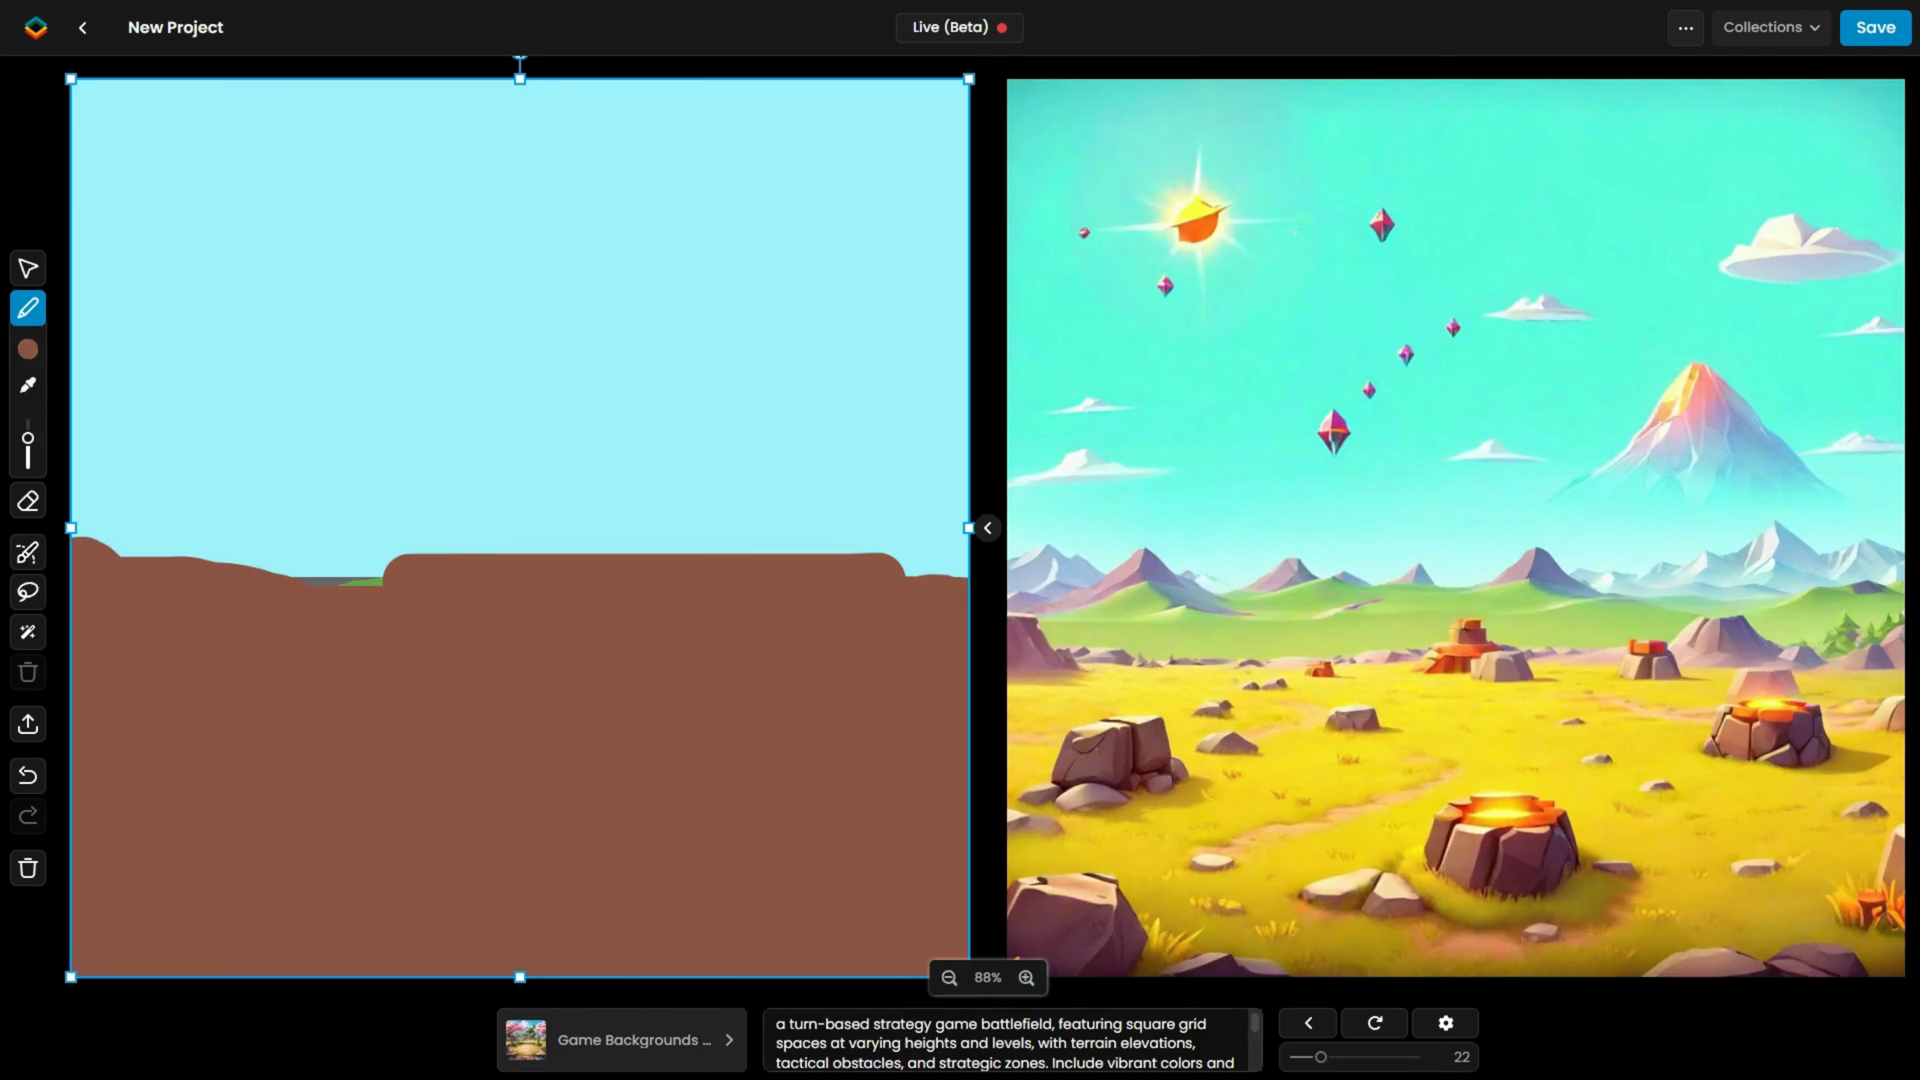 New Project
Live (Beta)
Collections
Save
88%
Game Backgrounds ...
a turn-based strategy game battlefield, featuring square grid
spaces at varying heights and levels, with terrain elevations,
tactical obstacles, and strategic zones. Include vibrant colors and
22